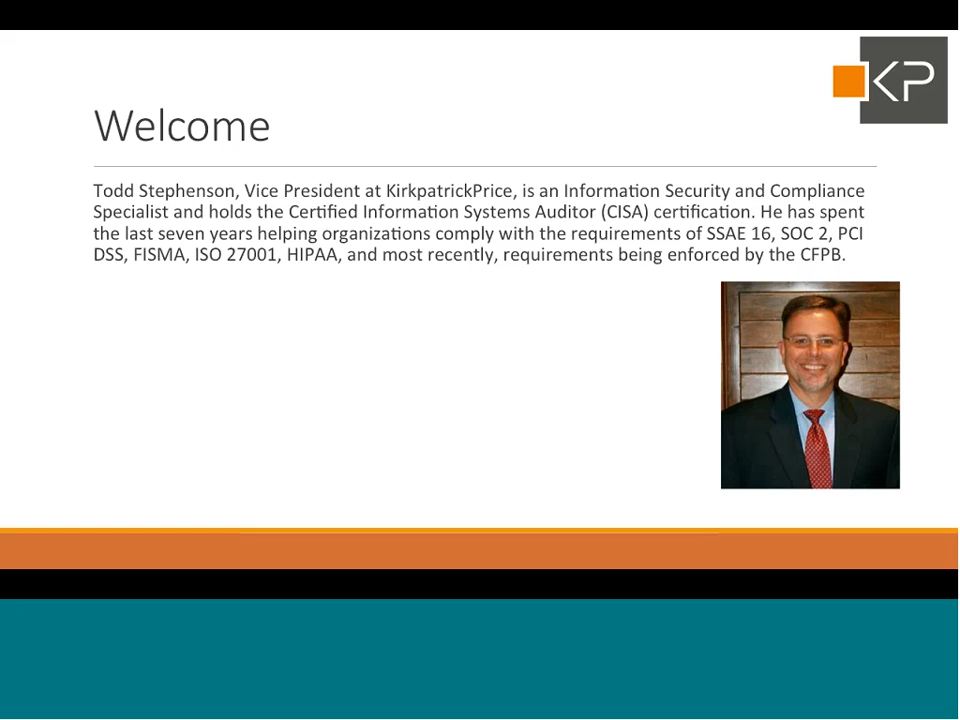 KP
Welcome
Todd Stephenson, Vice President at KirkpatrickPrice, is an Information Security and Compliance
Specialist and holds the Certified Information Systems Auditor (CISA) certification. He has spent
the last seven years helping organizations comply with the requirements of SSAE 16, SOC 2, PCI
DSS, FISMA, ISO 27001, HIPAA, and most recently, requirements being enforced by the CFPB.